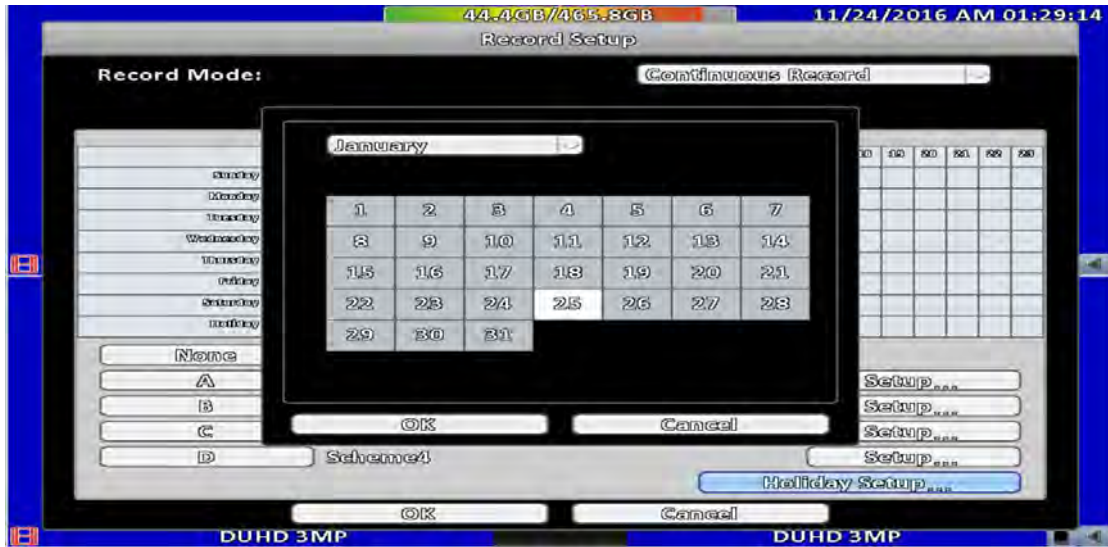 44.4GB/465.8GB 11/24/2016 AM 01:29:14
Record Setup
Record Mode: Continuous Record
January
19 20 21 22 23
Sunday
Monday
Tuesday
Wednesday
Thursday
Friday
Saturday
Holiday
1 2 3 4 5 6 7
8 9 10 11 12 13 14
15 16 17 18 19 20 21
22 23 24 25 26 27 28
29 30 31
None
A Setup...
B Setup...
OK Cancel
C Setup...
D Scheme4 Setup...
Holiday Setup...
OK Cancel
DUHD 3MP DUHD 3MP